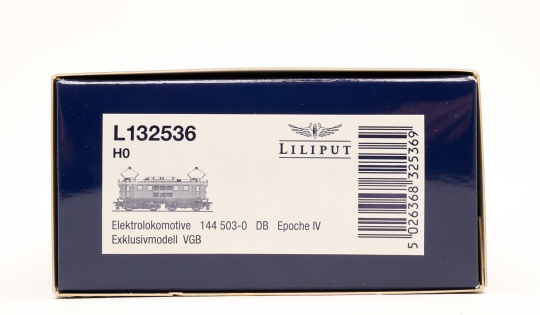 L132536
H0
LILIPUT
Elektrolokomotive 144 503-0 DB Epoche IV
Exklusivmodell VGB
5 026368 325369